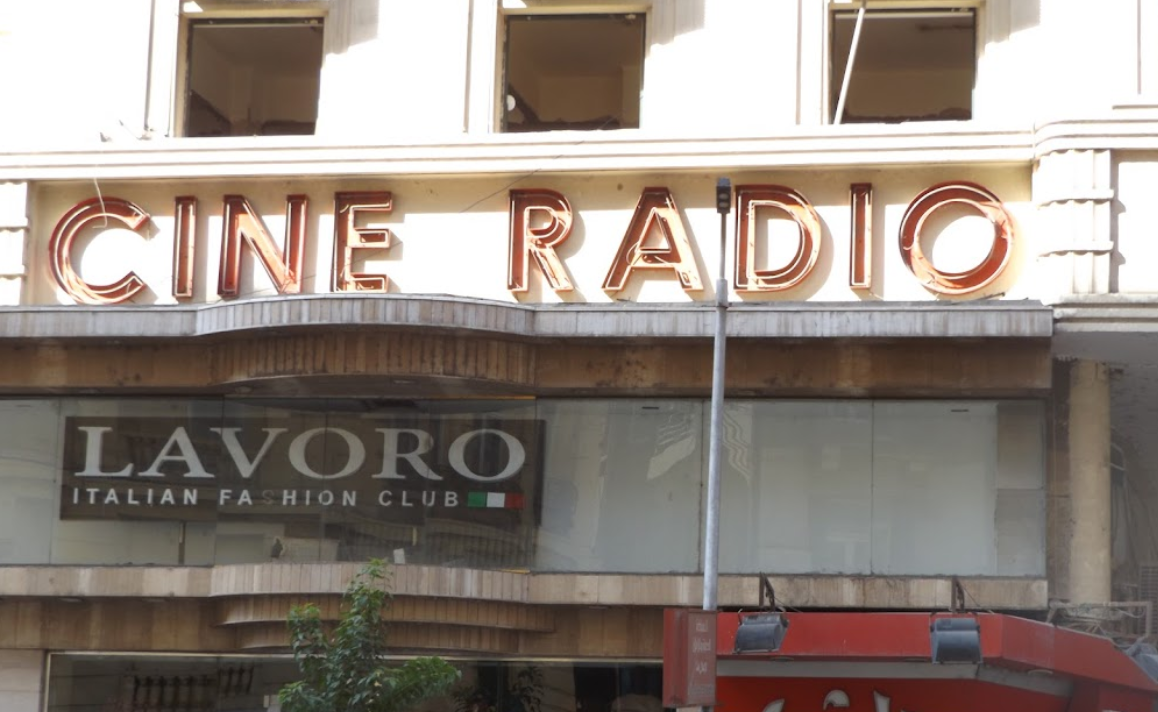 CINE RADIO
LAVORO
ITALIAN FASHION CLUB